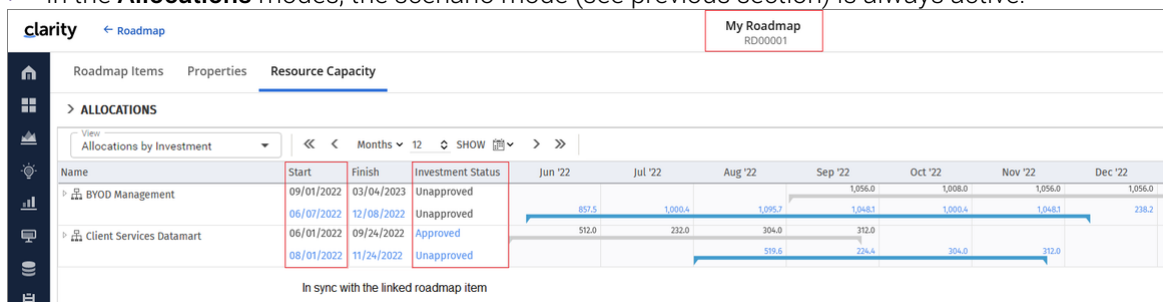 In the Allocations modes, the scenario mode (see previous section) is always active.
clarity ← Roadmap My Roadmap
RD00001
Roadmap Items Properties Resource Capacity
> ALLOCATIONS
View
Allocations by Investment Months 12 SHOW
Name Start Finish Investment Status Jun '22 Jul '22 Aug '22 Sep '22 Oct '22 Nov '22 Dec '22
BYOD Management 09/01/2022 03/04/2023 Unapproved 1,056.0 1,008.0 1,056.0 1,056.0
06/07/2022 12/08/2022 Unapproved 857.5 1,000.4 1,095.7 1,048.1 1,000.4 1,048.1 238.2
Client Services Datamart 06/01/2022 09/24/2022 Approved 512.0 232.0 304.0 312.0
08/01/2022 11/24/2022 Unapproved 519.6 224.4 304.0 312.0
In sync with the linked roadmap item